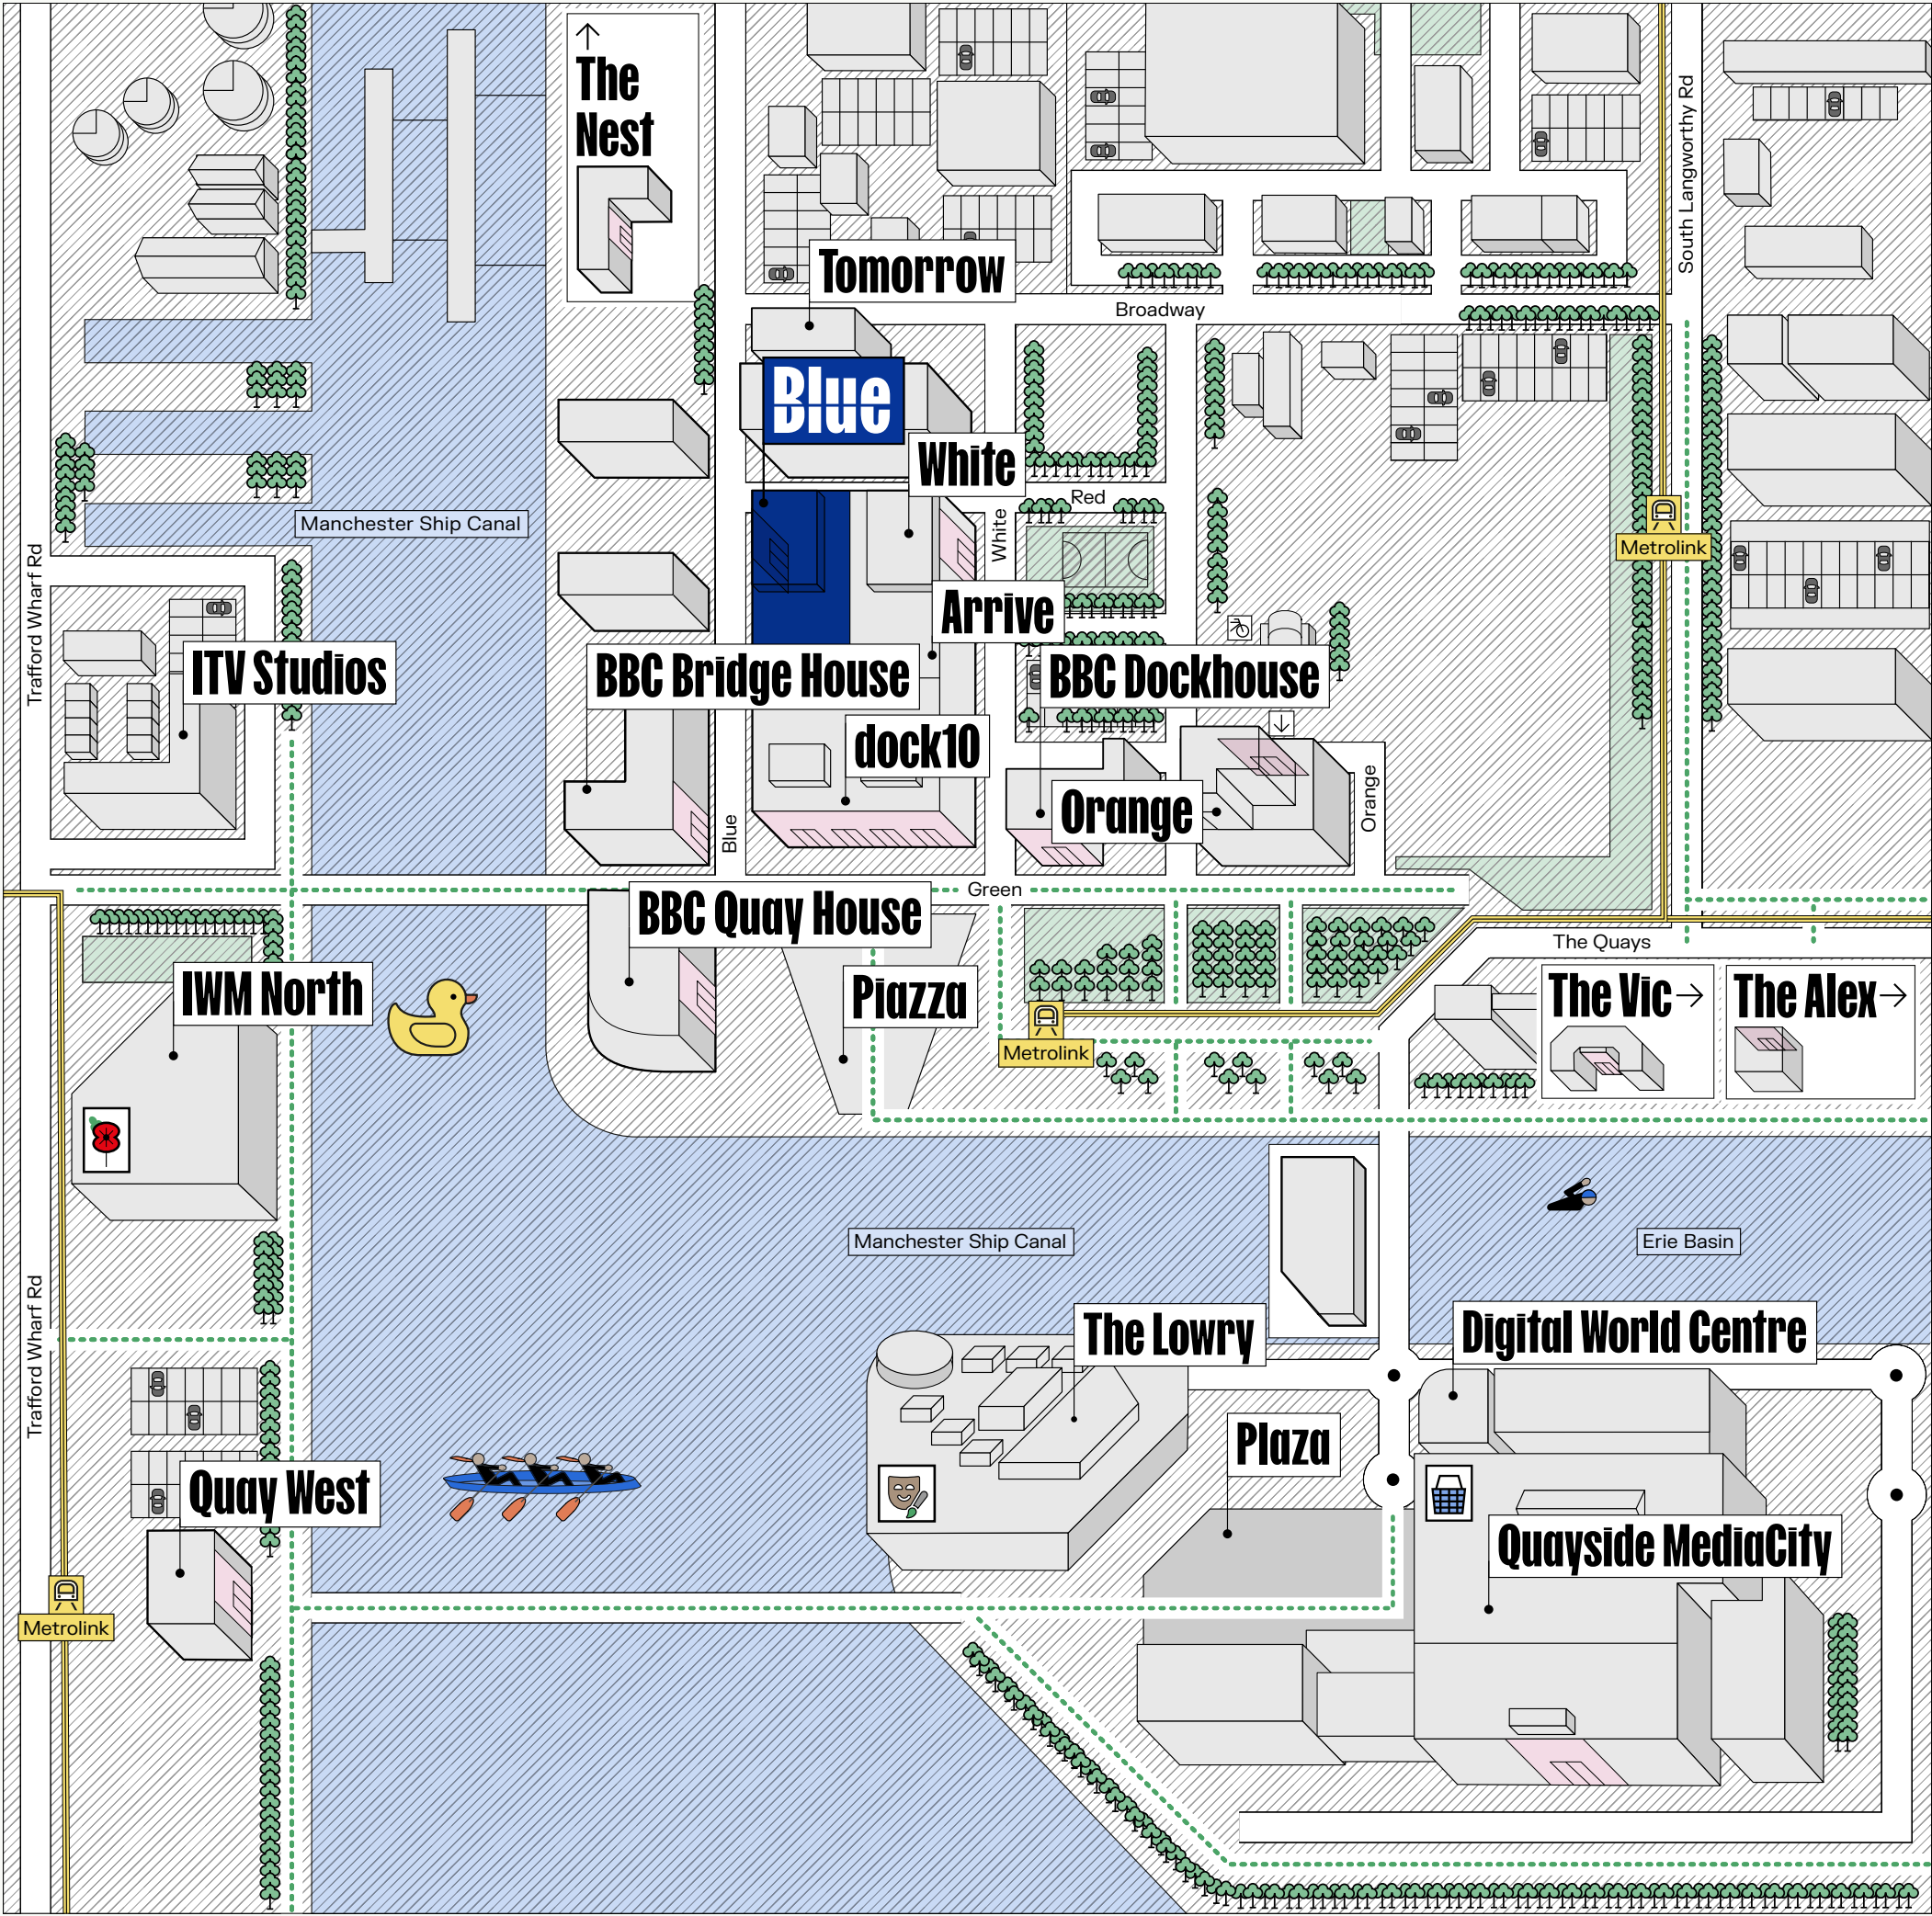 The
Nest
South Langworthy Rd
Tomorrow
Broadway
Blue
White
Red
Manchester Ship Canal
White
Metrolink
Trafford Wharf Rd
Arrive
ITV Studios
BBC Bridge House
BBC Dockhouse
dock10
Orange
Orange
Blue
Green
BBC Quay House
The Quays
IWM North
Piazza
The Vic→
The Alex→
Metrolink
Manchester Ship Canal
Erie Basin
Trafford Wharf Rd
The Lowry
Digital World Centre
Plaza
Quay West
Quayside MediaCity
Metrolink